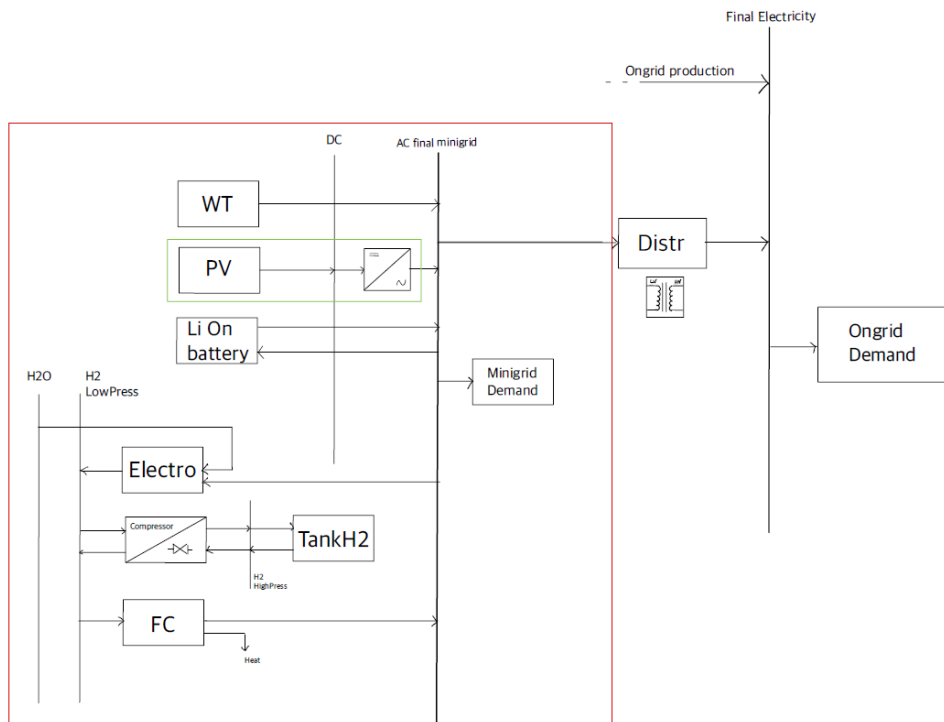 Final Electricity
Ongrid production
DC
AC final minigrid
WT
Distr
PV
Li On
battery
Ongrid
Demand
Minigrid
Demand
H2O
H2
LowPress
Electro
Compressor
TankH2
H2
HighPress
FC
Heat